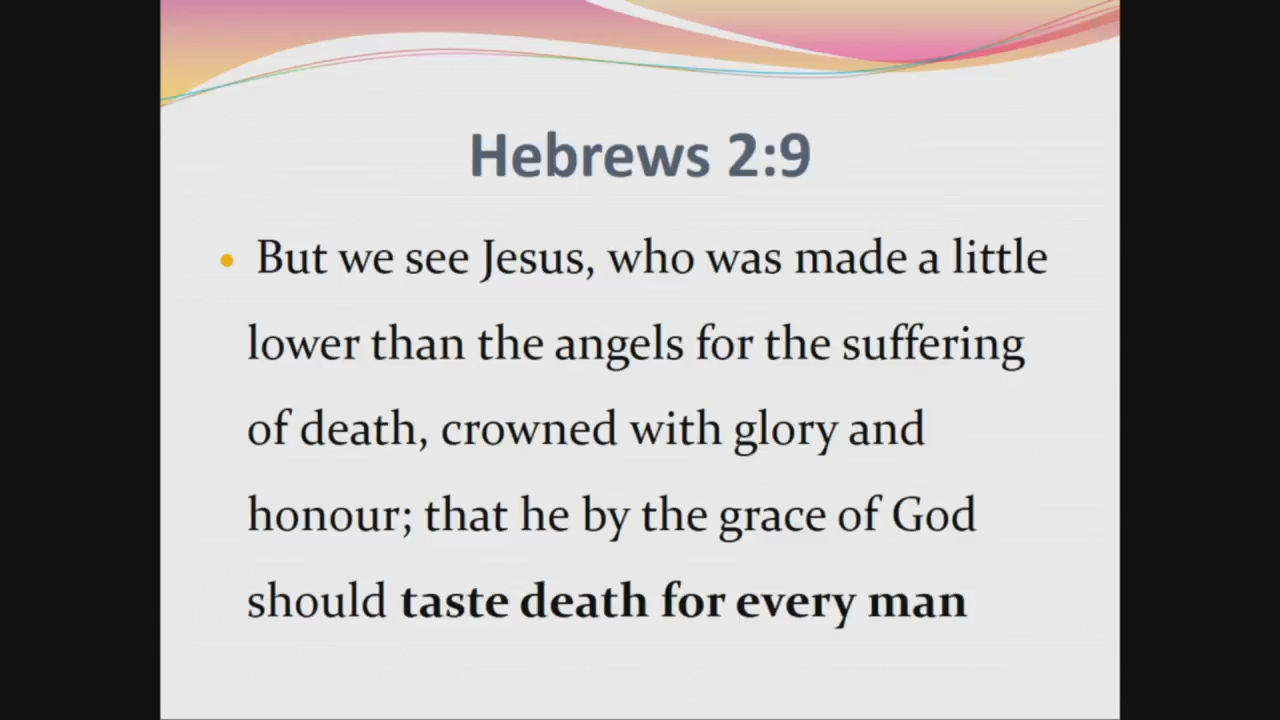 Hebrews 2:9
• But we see Jesus, who was made a little
lower than the angels for the suffering
of death, crowned with glory and
honour; that he by the grace of God
should taste death for every man